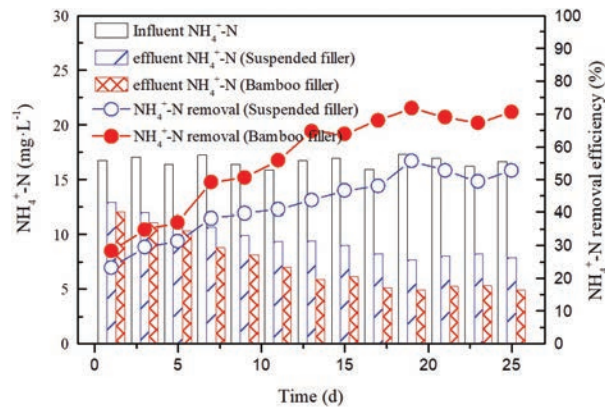 30
25
20
15
10
5
0
NH₄⁺-N (mg·L⁻¹)
Influent NH₄⁺-N
effluent NH₄⁺-N (Suspended filler)
effluent NH₄⁺-N (Bamboo filler)
NH₄⁺-N removal (Suspended filler)
NH₄⁺-N removal (Bamboo filler)
100
90
80
70
60
50
40
30
20
10
0
NH₄⁺-N removal efficiency (%)
0 5 10 15 20 25
Time (d)